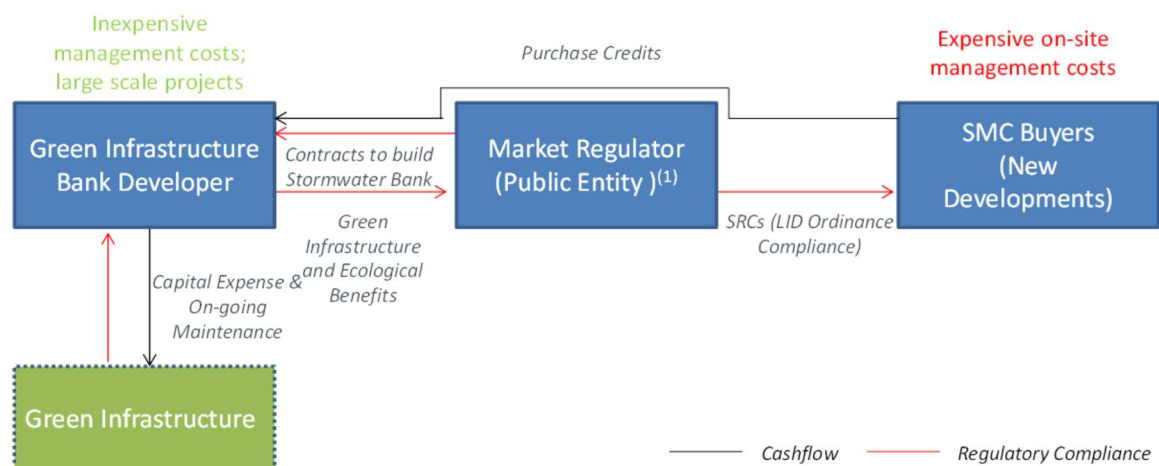 Inexpensive
management costs;
large scale projects
Purchase Credits
Expensive on-site
management costs
Green Infrastructure
Bank Developer
Contracts to build
Stormwater Bank
Market Regulator
(Public Entity )(1)
SMC Buyers
(New
Developments)
Green
Infrastructure
and Ecological
Benefits
SRCs (LID Ordinance
Compliance)
Capital Expense &
On-going
Maintenance
Green Infrastructure
Cashflow
Regulatory Compliance